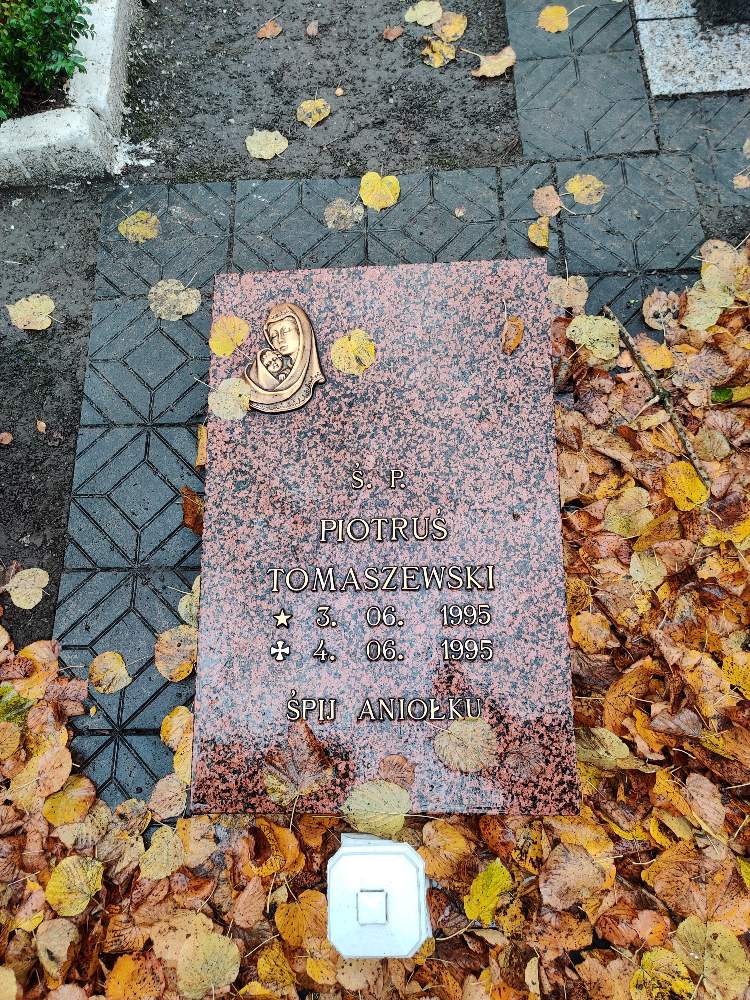 Ś. P.
PIOTRUŚ
TOMASZEWSKI
★ 3. 06. 1995
✠ 4. 06. 1995
ŚPIJ ANIOŁKU